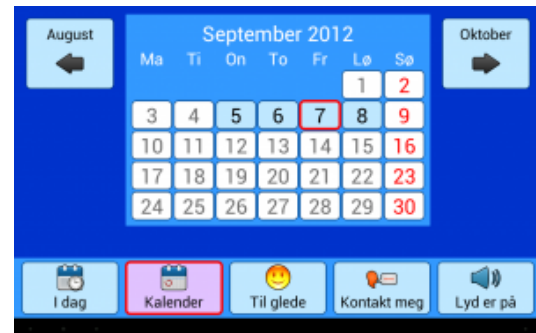 August
September 2012
Oktober
Ma Ti On To Fr Lø Sø
1 2
3 4 5 6 7 8 9
10 11 12 13 14 15 16
17 18 19 20 21 22 23
24 25 26 27 28 29 30
I dag
Kalender
Til glede
Kontakt meg
Lyd er på